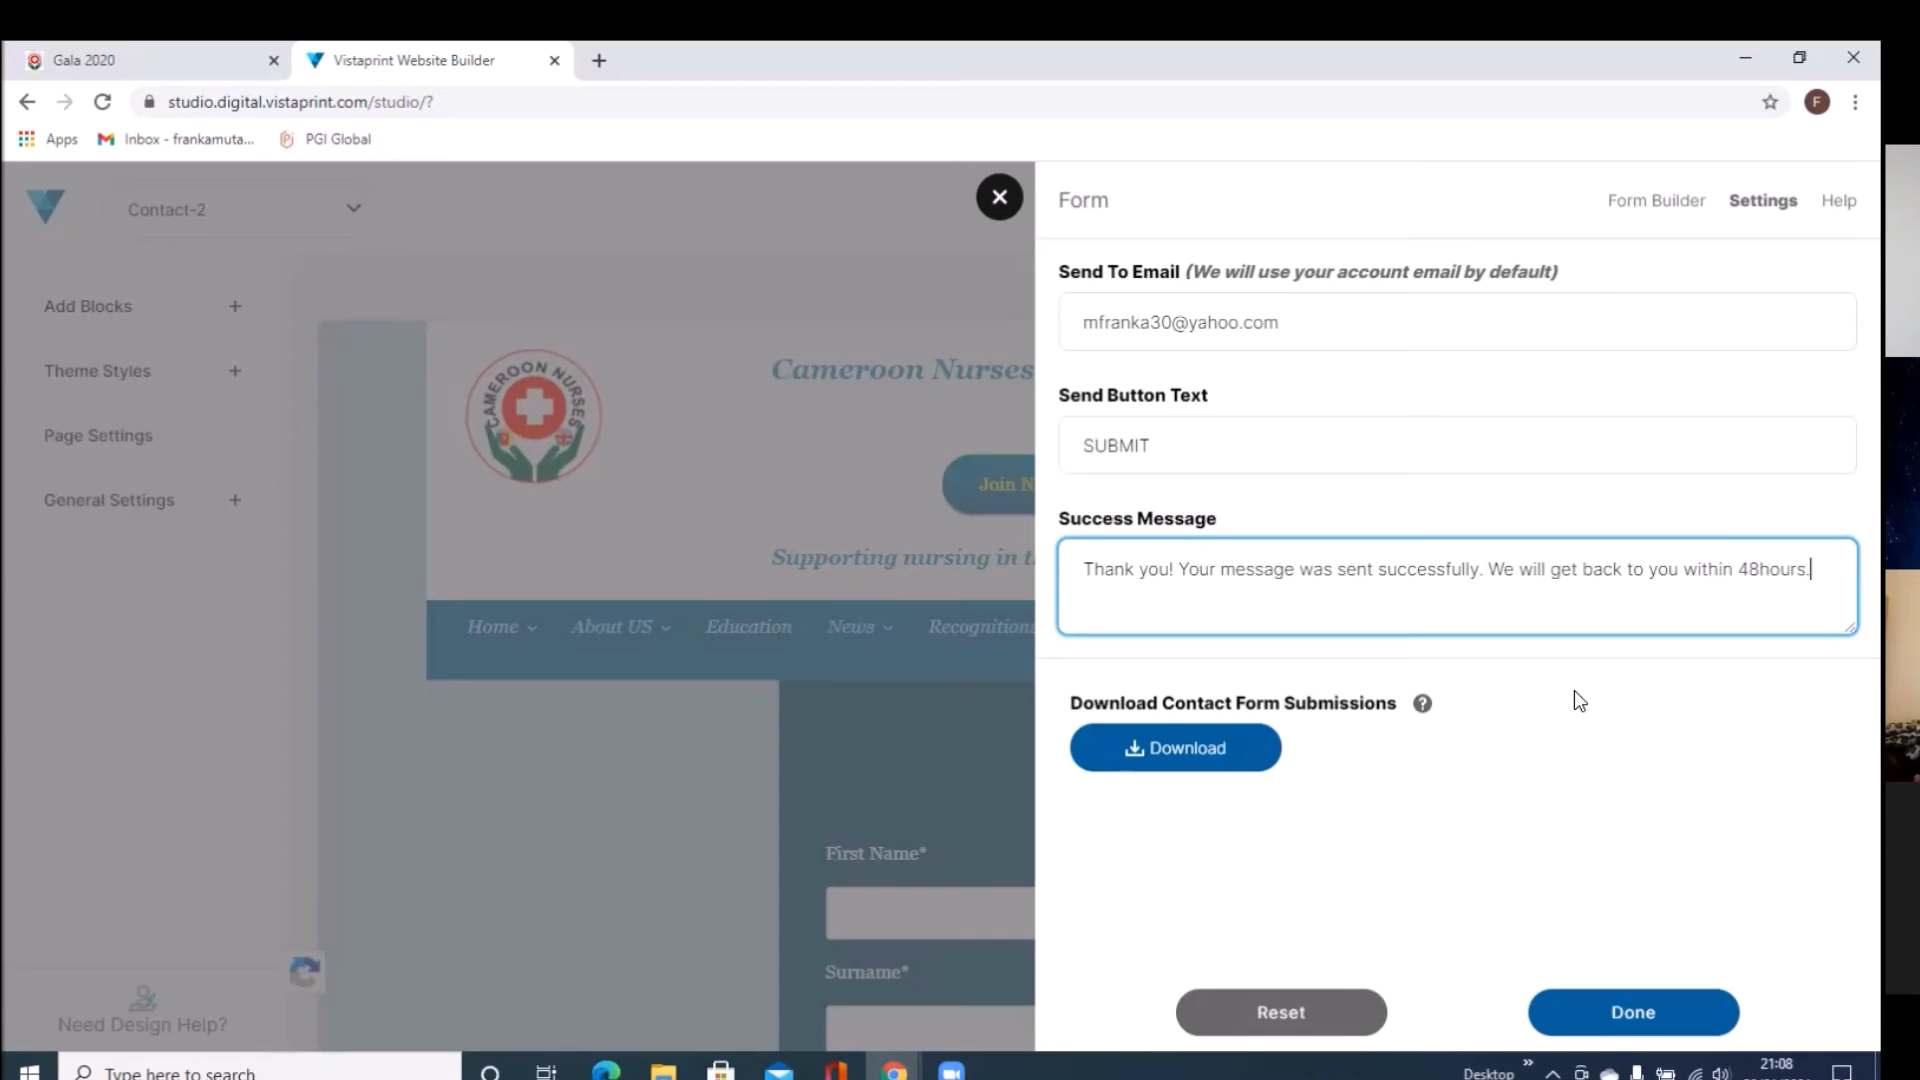 Gala 2020
Vistaprint Website Builder
studio.digital.vistaprint.com/studio/?
F
Apps
Inbox - frankamuta...
PGI Global
Contact-2
Form
Form Builder
Settings
Help
Add Blocks
Theme Styles
Page Settings
General Settings
Need Design Help?
CAMEROON NURSES
Cameroon Nurses
Join N
Supporting nursing in t
Home
About US
Education
News
Recognitions
First Name*
Surname*
Send To Email (We will use your account email by default)
mfranka30@yahoo.com
Send Button Text
SUBMIT
Success Message
Thank you! Your message was sent successfully. We will get back to you within 48hours.
Download Contact Form Submissions ?
Download
Reset
Done
Type here to search
Desktop
21:08